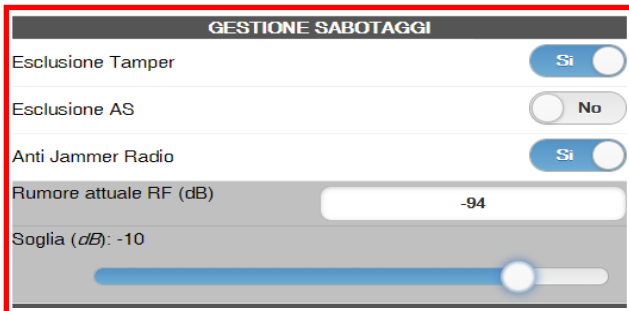 GESTIONE SABOTAGGI
Esclusione Tamper Si
Esclusione AS No
Anti Jammer Radio Si
Rumore attuale RF (dB) -94
Soglia (dB): -10